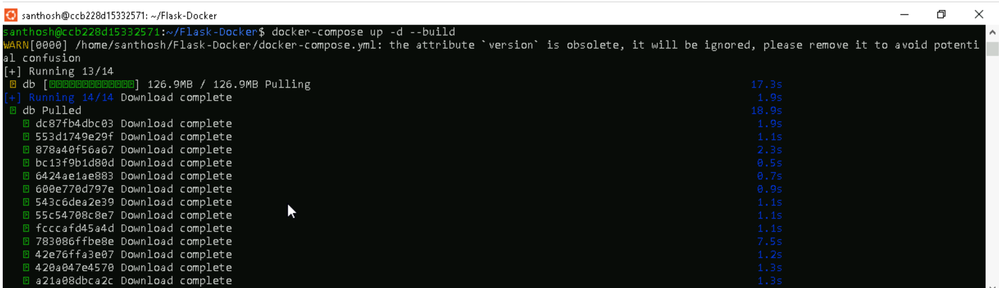 santhosh@ccb228d15332571: ~/Flask-Docker
santhosh@ccb228d15332571:~/Flask-Docker$ docker-compose up -d --build
WARN[0000] /home/santhosh/Flask-Docker/docker-compose.yml: the attribute `version` is obsolete, it will be ignored, please remove it to avoid potenti
al confusion
[+] Running 13/14
db [] 126.9MB / 126.9MB Pulling 17.3s
[+] Running 14/14 Download complete 1.9s
db Pulled 18.9s
dc87fb4dbc03 Download complete 1.9s
553d1749e29f Download complete 1.1s
878a40f56a67 Download complete 2.3s
bc13f9b1d80d Download complete 0.5s
6424ae1ae883 Download complete 0.7s
600e770d797e Download complete 0.9s
543c6dea2e39 Download complete 1.1s
55c54708c8e7 Download complete 1.1s
fcccafd45a4d Download complete 1.1s
783086ffbe8e Download complete 7.5s
42e76ffa3e07 Download complete 1.2s
420a047e4570 Download complete 1.3s
a21a08dbca2c Download complete 1.3s